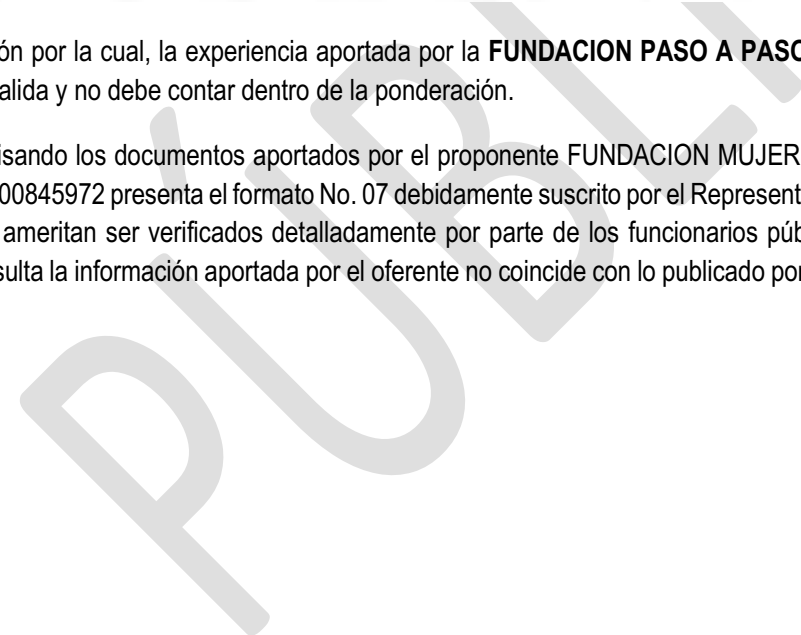 ón por la cual, la experiencia aportada por la FUNDACION PASO A PASO
alida y no debe contar dentro de la ponderación.
isando los documentos aportados por el proponente FUNDACION MUJER
00845972 presenta el formato No. 07 debidamente suscrito por el Represent
ameritan ser verificados detalladamente por parte de los funcionarios púb
sulta la información aportada por el oferente no coincide con lo publicado por
PÚBLI